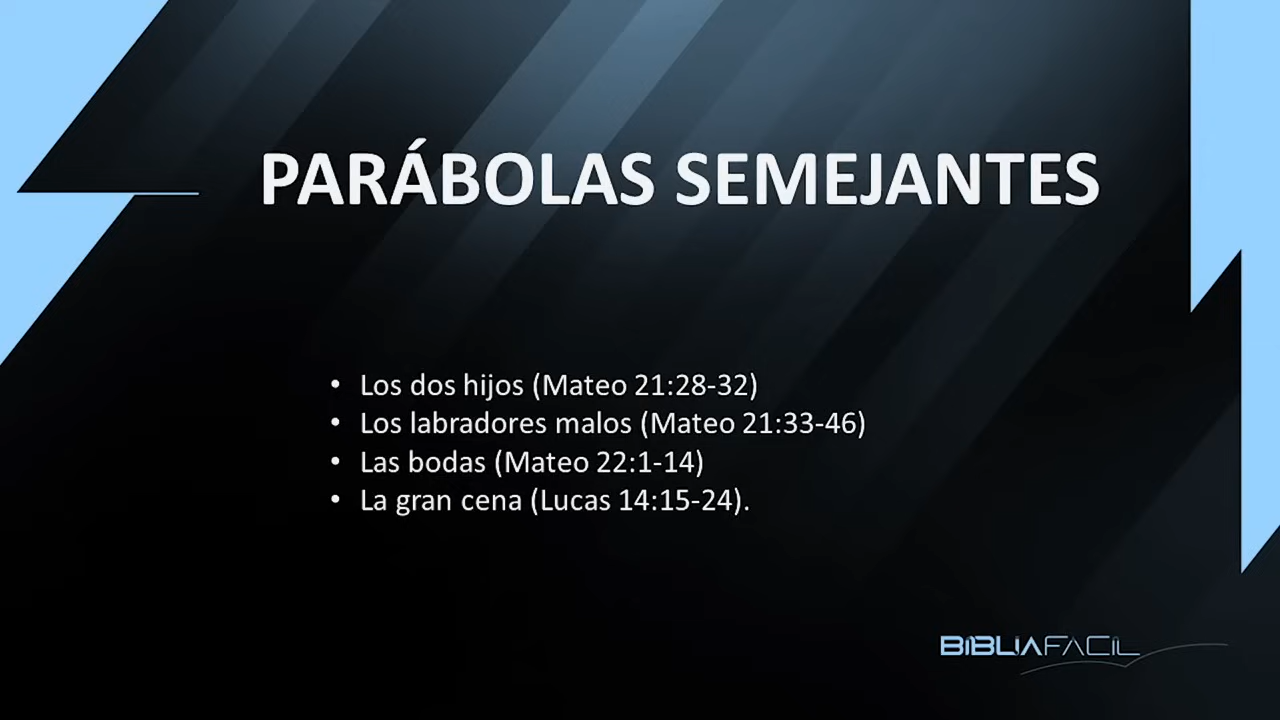 PARÁBOLAS SEMEJANTES
• Los dos hijos (Mateo 21:28-32)
• Los labradores malos (Mateo 21:33-46)
• Las bodas (Mateo 22:1-14)
• La gran cena (Lucas 14:15-24).
BIBLIAFACIL